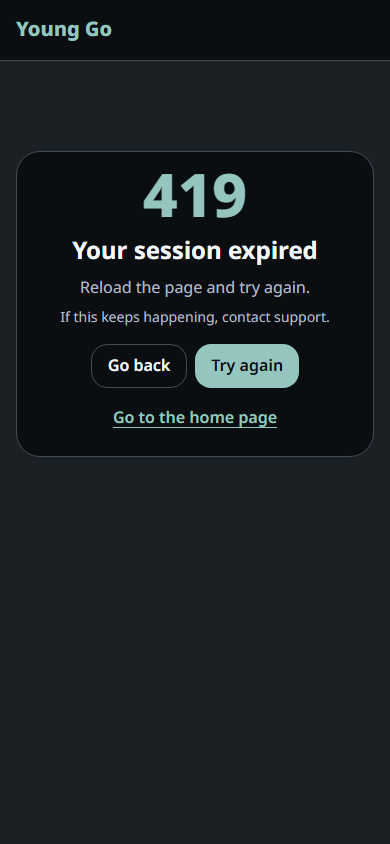 Young Go
419
Your session expired
Reload the page and try again.
If this keeps happening, contact support.
Go back
Try again
Go to the home page